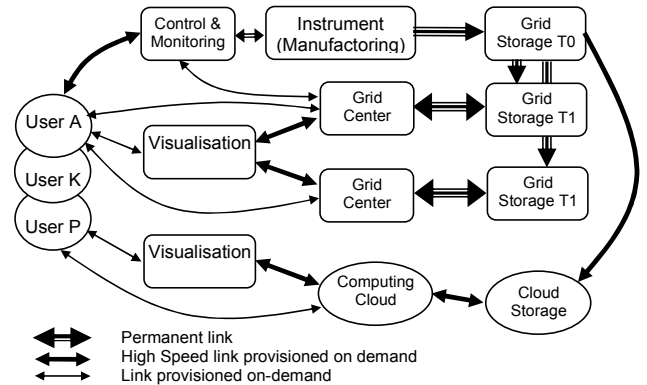 Control &
Monitoring
Instrument
(Manufactoring)
Grid
Storage T0
User A
Visualisation
Grid
Center
Grid
Storage T1
User K
Grid
Center
Grid
Storage T1
User P
Visualisation
Computing
Cloud
Cloud
Storage
Permanent link
High Speed link provisioned on demand
Link provisioned on-demand